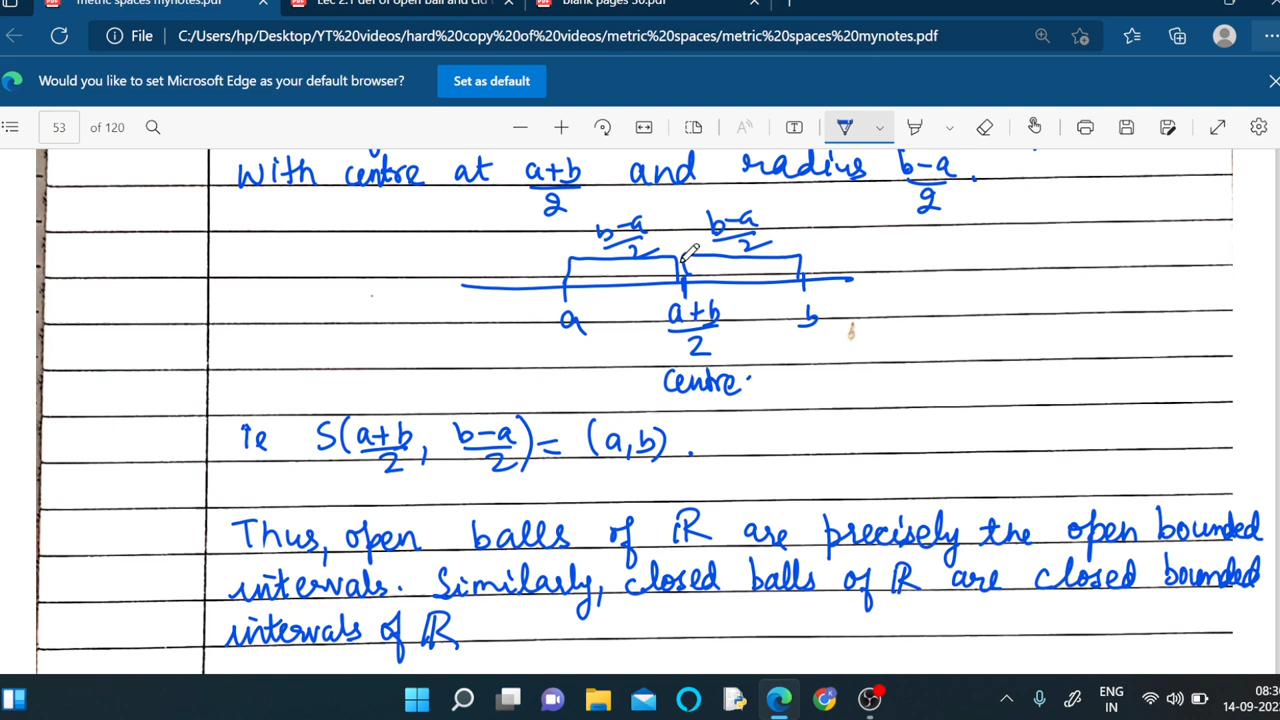 metric spaces mynotes.pdf
Lec 2.1 def of open ball and clo
blank pages 50.pdf
File C:/Users/hp/Desktop/YT%20videos/hard%20copy%20of%20videos/metric%20spaces/metric%20spaces%20mynotes.pdf
Would you like to set Microsoft Edge as your default browser? Set as default
53 of 120
With centre at a+b/2 and radius b-a/2.
b-a/2 b-a/2
a a+b/2 b
centre.
ie S(a+b/2, b-a/2) = (a,b).
Thus, open balls of ℝ are precisely the open bounded
intervals. Similarly, closed balls of ℝ are closed bounded
intervals of ℝ.
ENG
IN
14-09-202